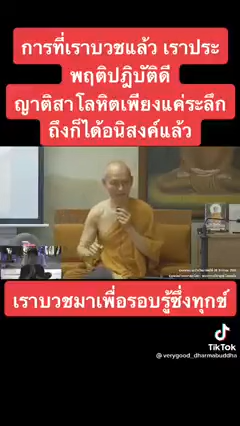 การที่เราบวชแล้ว เราประ
พฤติปฎิบัติดี
ญาติสาโลหิตเพียงแค่ระลึก
ถึงก็ได้อนิสงค์แล้ว
เราบวชมาเพื่อรอบรู้ซึ่งทุกข์
TikTok
@verygood_dharmabuddha